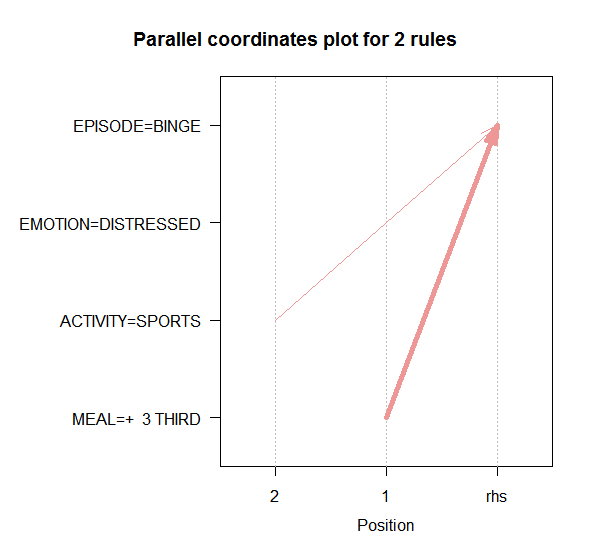 Parallel coordinates plot for 2 rules
EPISODE=BINGE
EMOTION=DISTRESSED
ACTIVITY=SPORTS
MEAL=+  3 THIRD
2 1 rhs
Position